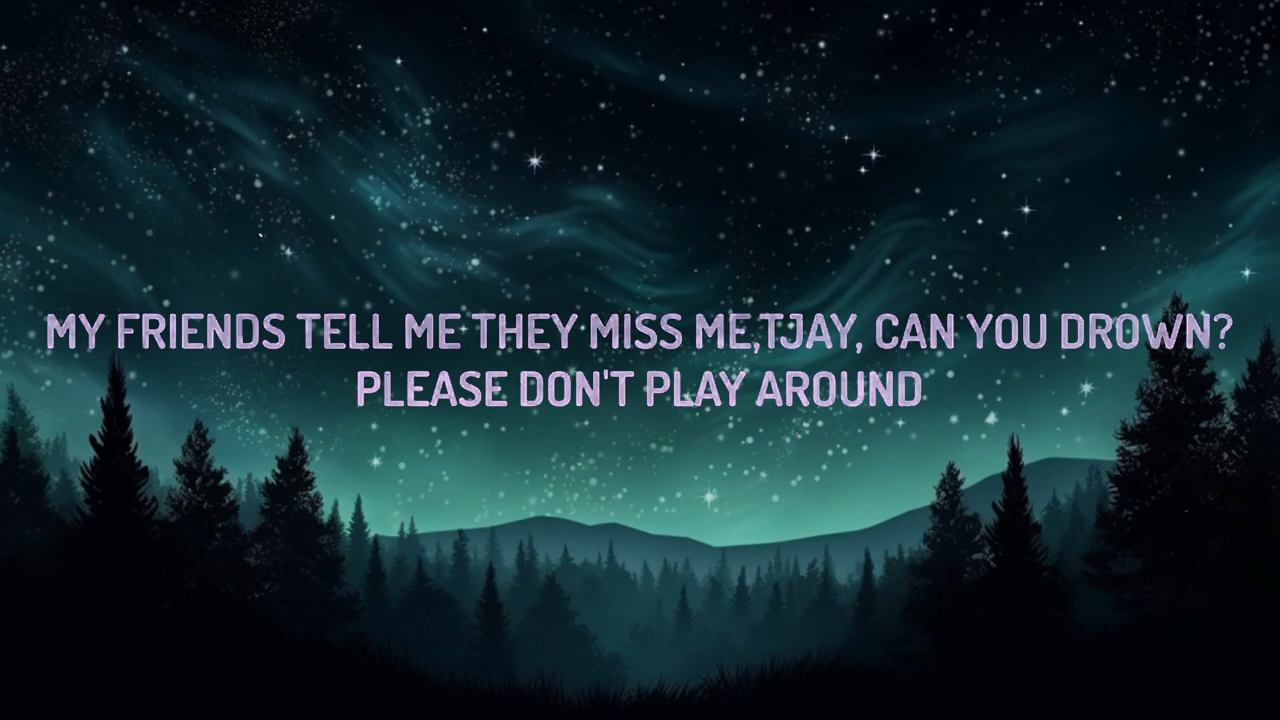 MY FRIENDS TELL ME THEY MISS ME,TJAY, CAN YOU DROWN?
PLEASE DON'T PLAY AROUND